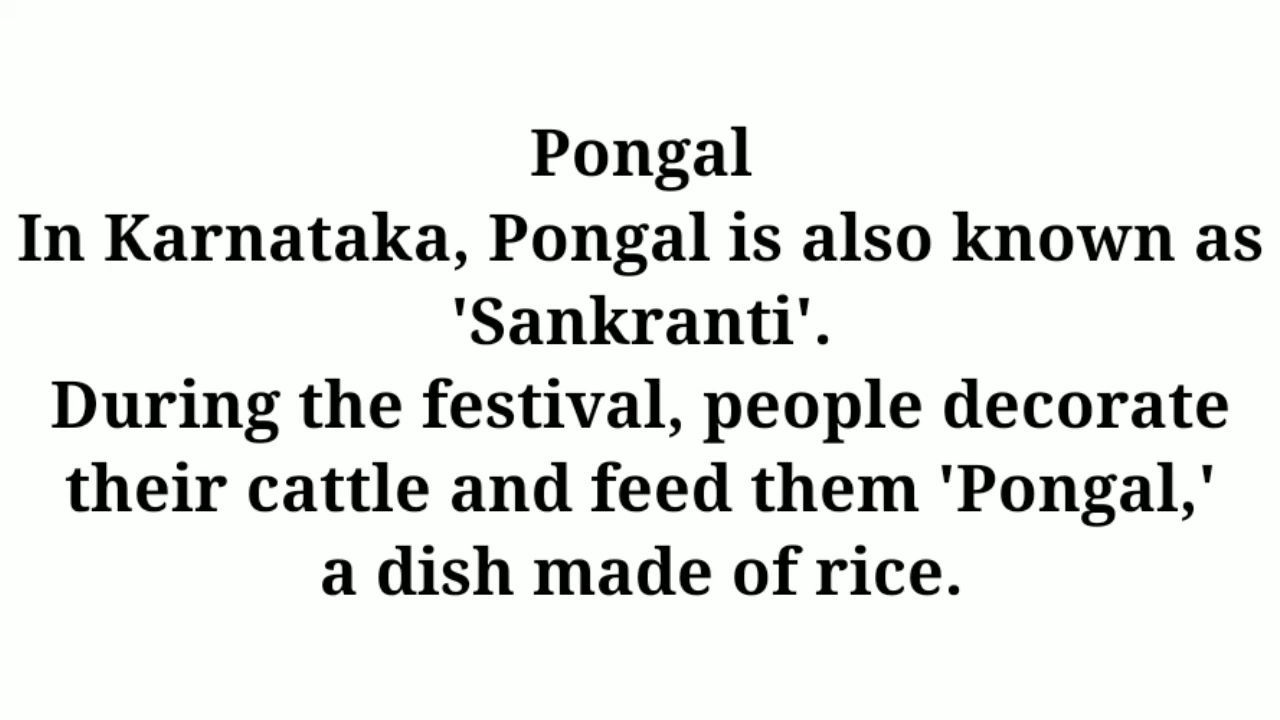 Pongal
In Karnataka, Pongal is also known as
'Sankranti'.
During the festival, people decorate
their cattle and feed them 'Pongal,'
a dish made of rice.